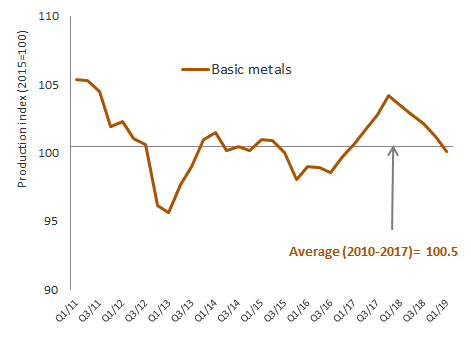 110
105
100
95
90
Production index (2015=100)
Basic metals
Average (2010-2017)= 100.5
Q1/11
Q3/11
Q1/12
Q3/12
Q1/13
Q3/13
Q1/14
Q3/14
Q1/15
Q3/15
Q1/16
Q3/16
Q1/17
Q3/17
Q1/18
Q3/18
Q1/19